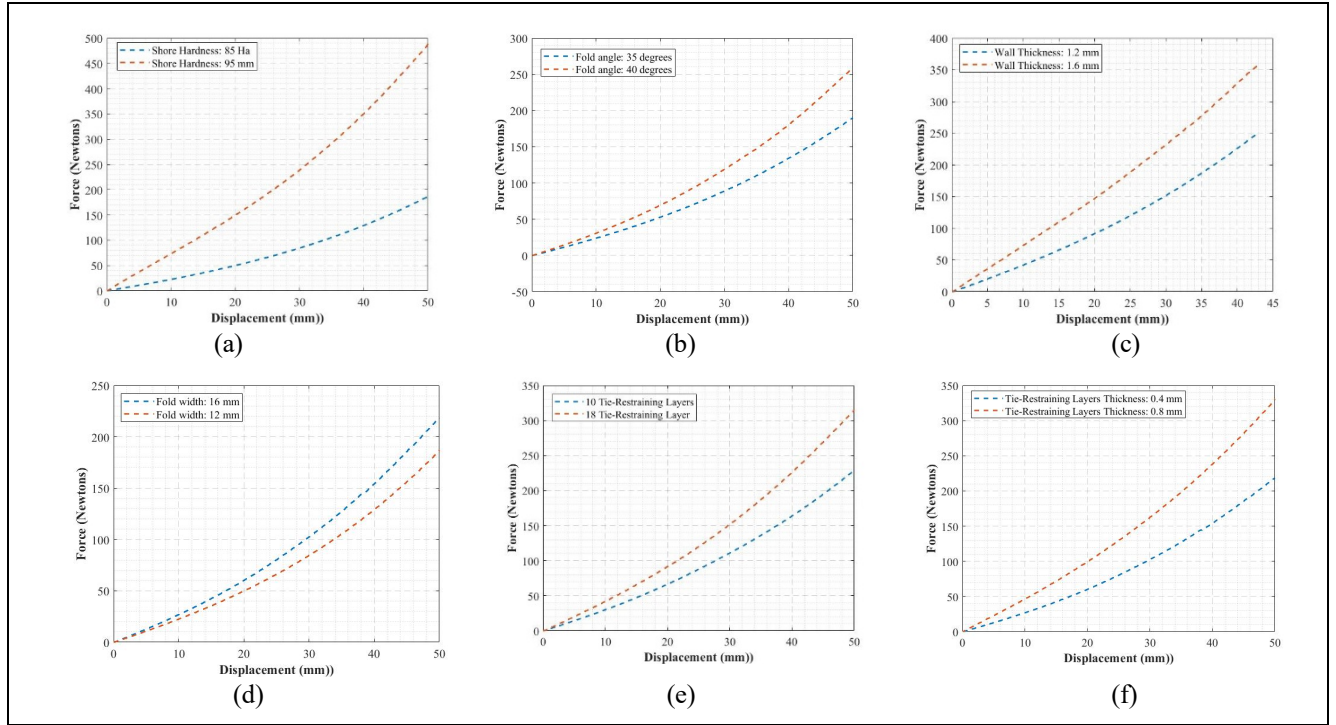 Shore Hardness: 85 Ha
Shore Hardness: 95 mm
500
450
400
350
300
250
200
150
100
50
0
0 10 20 30 40 50
Force (Newtons)
Displacement (mm))
(a)
Fold angle: 35 degrees
Fold angle: 40 degrees
300
250
200
150
100
50
0
-50
0 10 20 30 40 50
Force (Newtons)
Displacement (mm))
(b)
Wall Thickness: 1.2 mm
Wall Thickness: 1.6 mm
400
350
300
250
200
150
100
50
0
0 5 10 15 20 25 30 35 40 45
Force (Newtons)
Displacement (mm))
(c)
Fold width: 16 mm
Fold width: 12 mm
250
200
150
100
50
0
0 10 20 30 40 50
Force (Newtons)
Displacement (mm))
(d)
10 Tie-Restraining Layers
18 Tie-Restraining Layer
350
300
250
200
150
100
50
0
0 10 20 30 40 50
Force (Newtons)
Displacement (mm))
(e)
Tie-Restraining Layers Thickness: 0.4 mm
Tie-Restraining Layers Thickness: 0.8 mm
350
300
250
200
150
100
50
0
0 10 20 30 40 50
Force (Newtons)
Displacement (mm))
(f)